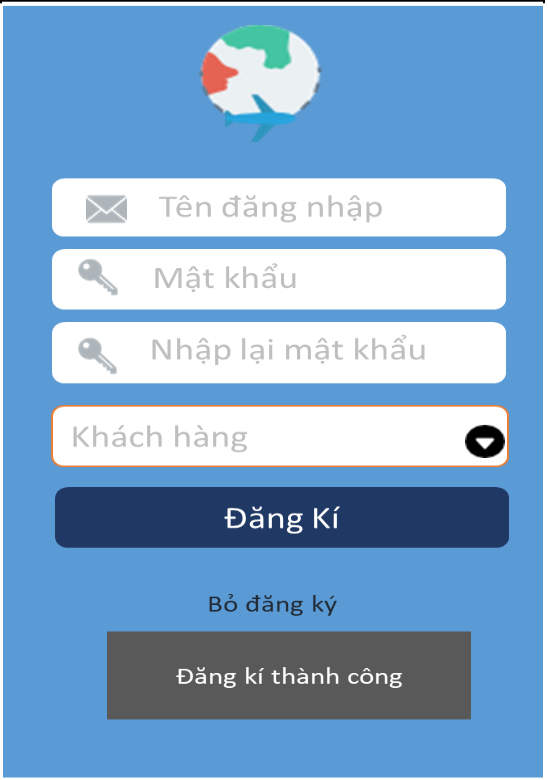 Tên đăng nhập
Mật khẩu
Nhập lại mật khẩu
Khách hàng
Đăng Kí
Bỏ đăng ký
Đăng kí thành công